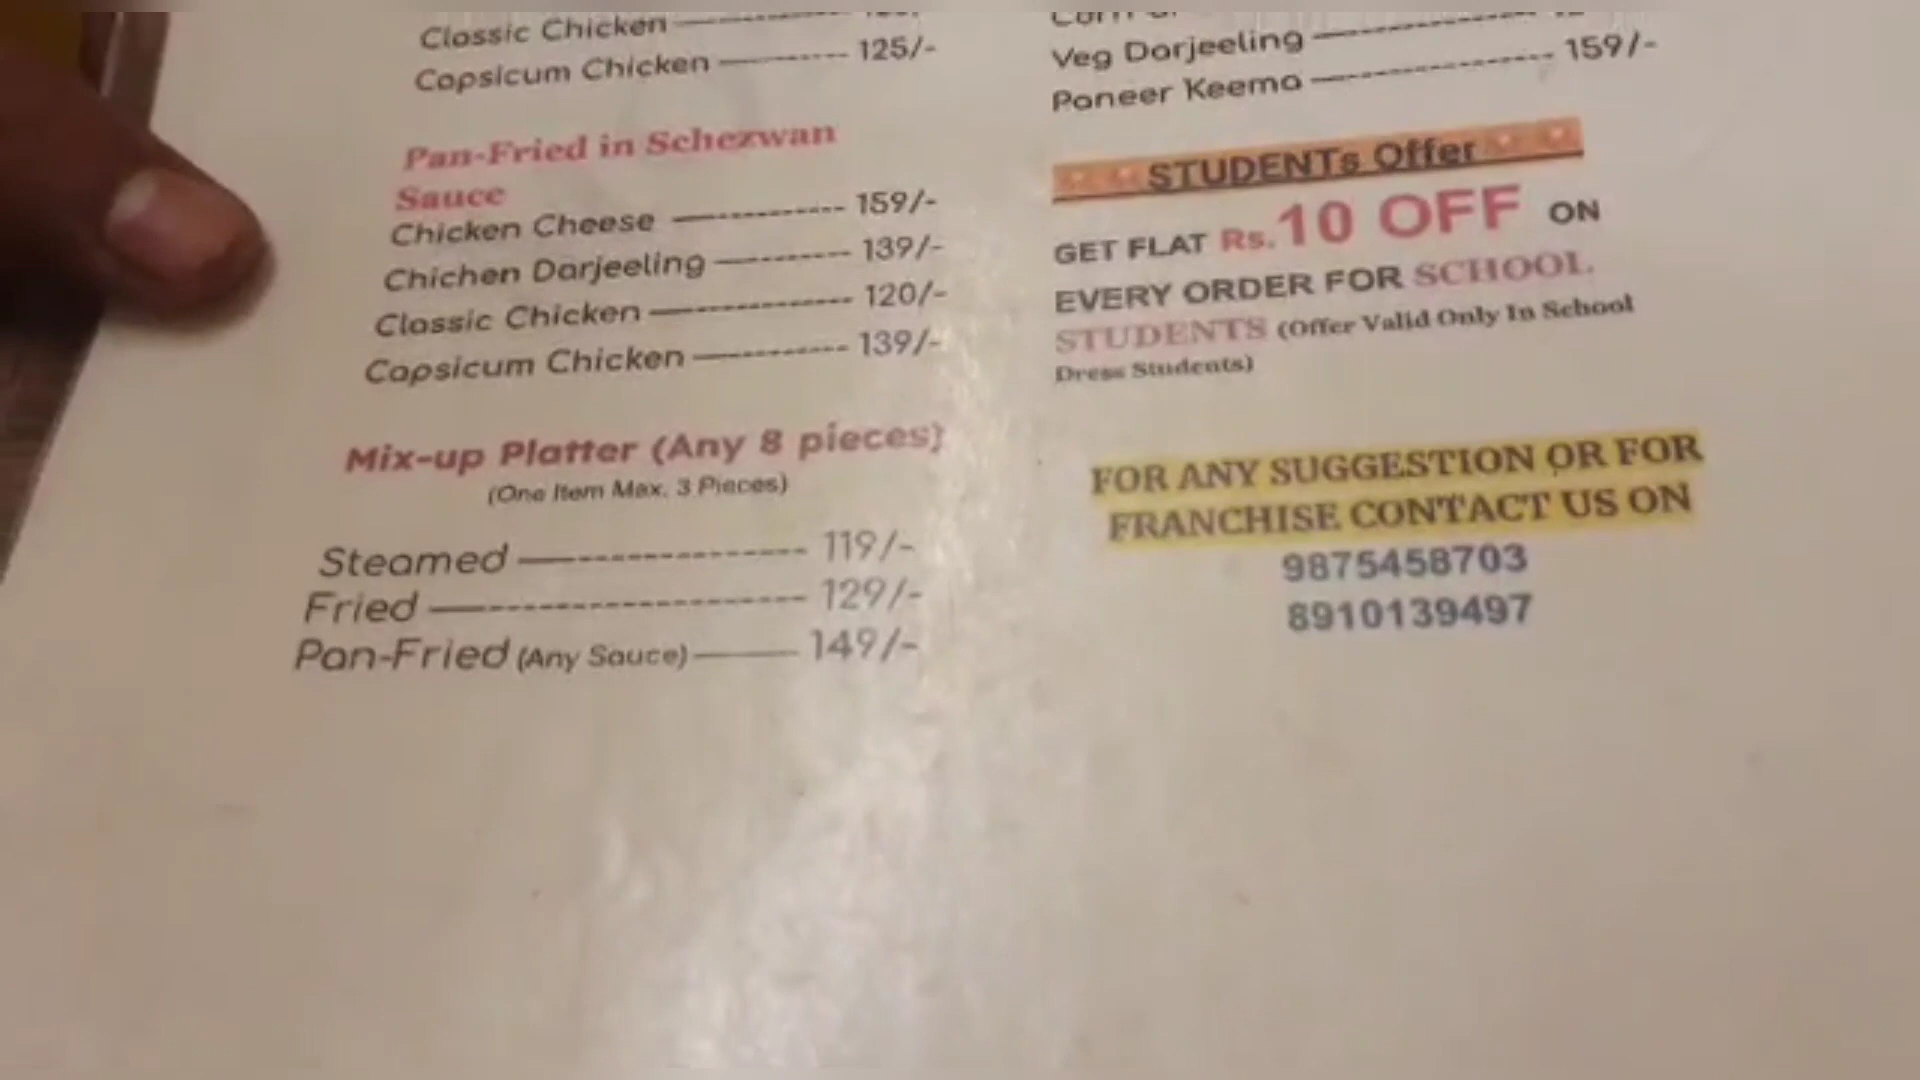 Classic Chicken
Capsicum Chicken ---------- 125/-
Pan-Fried in Schezwan
Sauce
Chicken Cheese ---------- 159/-
Chichen Darjeeling ---------- 139/-
Classic Chicken ---------- 120/-
Capsicum Chicken ---------- 139/-
Mix-up Platter (Any 8 pieces)
(One Item Max. 3 Pieces)
Steamed ---------- 119/-
Fried ---------- 129/-
Pan-Fried (Any Sauce) ---------- 149/-
Veg Darjeeling
Paneer Keema ---------- 159/-
STUDENTs Offer
GET FLAT Rs.10 OFF ON
EVERY ORDER FOR SCHOOL
STUDENTS (Offer Valid Only In School
Dress Students)
FOR ANY SUGGESTION OR FOR
FRANCHISE CONTACT US ON
9875458703
8910139497